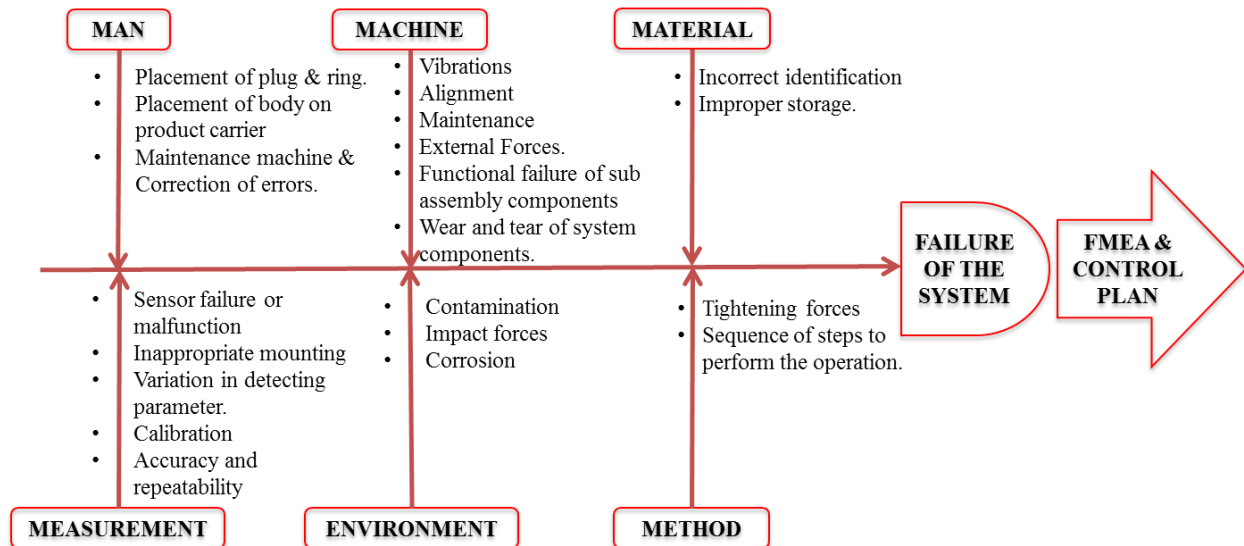 MAN
• Placement of plug & ring.
• Placement of body on
product carrier
• Maintenance machine &
Correction of errors.
MACHINE
• Vibrations
• Alignment
• Maintenance
• External Forces.
• Functional failure of sub
assembly components
• Wear and tear of system
components.
MATERIAL
• Incorrect identification
• Improper storage.
FAILURE
OF THE
SYSTEM
FMEA &
CONTROL
PLAN
• Sensor failure or
malfunction
• Inappropriate mounting
• Variation in detecting
parameter.
• Calibration
• Accuracy and
repeatability
MEASUREMENT
• Contamination
• Impact forces
• Corrosion
ENVIRONMENT
• Tightening forces
• Sequence of steps to
perform the operation.
METHOD